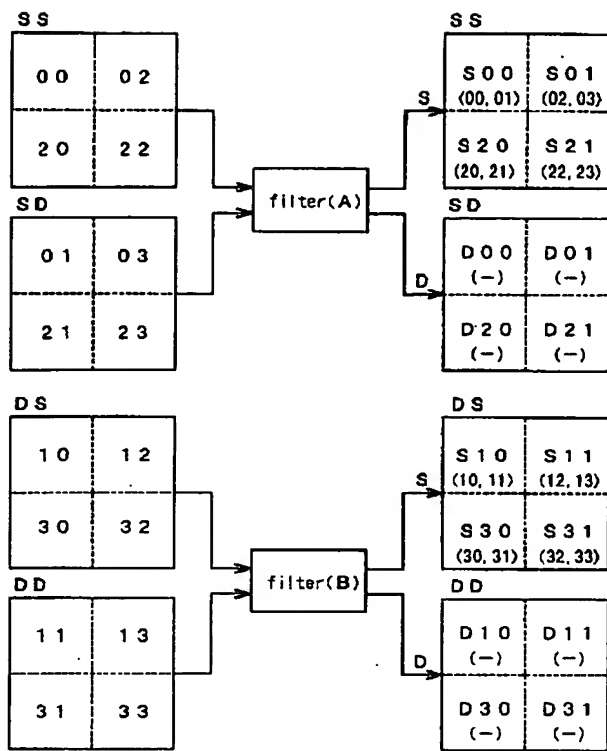 SS
00 02
20 22
SD
01 03
21 23
filter(A)
S
D
SS
S00 S01
(00, 01) (02, 03)
S20 S21
(20, 21) (22, 23)
SD
D00 D01
(—) (—)
D20 D21
(—) (—)
DS
10 12
30 32
DD
11 13
31 33
filter(B)
S
D
DS
S10 S11
(10, 11) (12, 13)
S30 S31
(30, 31) (32, 33)
DD
D10 D11
(—) (—)
D30 D31
(—) (—)